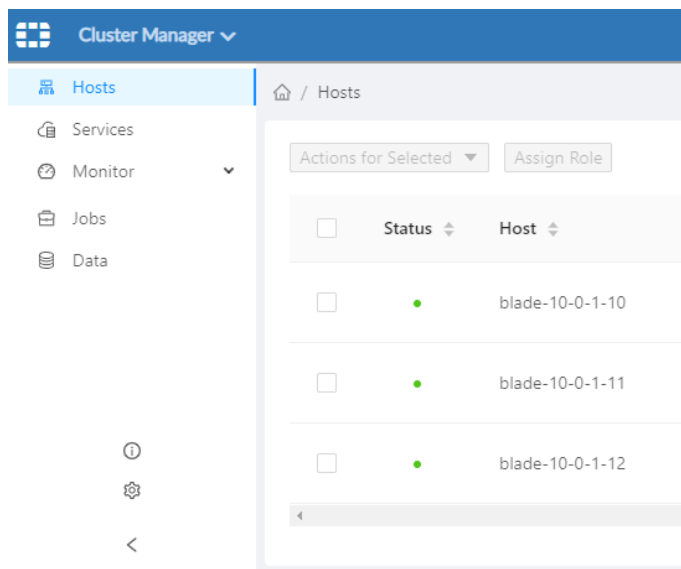 Cluster Manager
Hosts
Services
Monitor
Jobs
Data
/ Hosts
Actions for Selected
Assign Role
Status
Host
blade-10-0-1-10
blade-10-0-1-11
blade-10-0-1-12